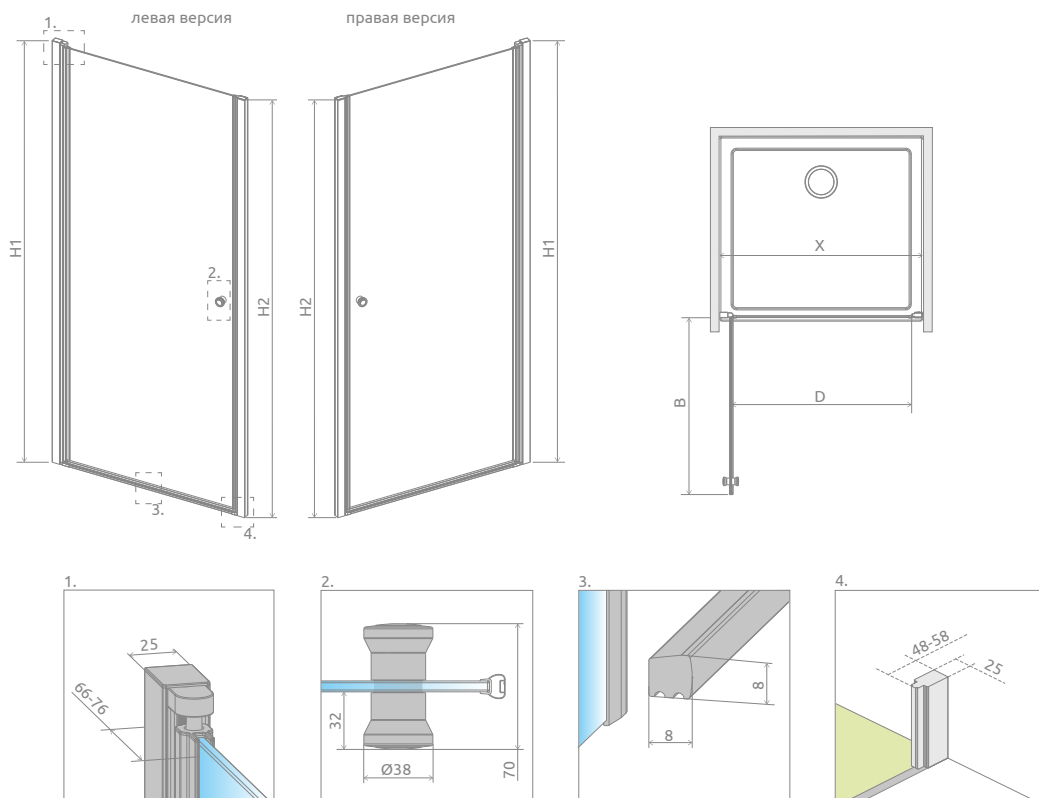 левая версия
правая версия
1.
H1
2.
H2
3.
4.
H2
H1
X
B
D
1.
25
66-76
2.
32
Ø38
70
3.
8
8
4.
48-58
25